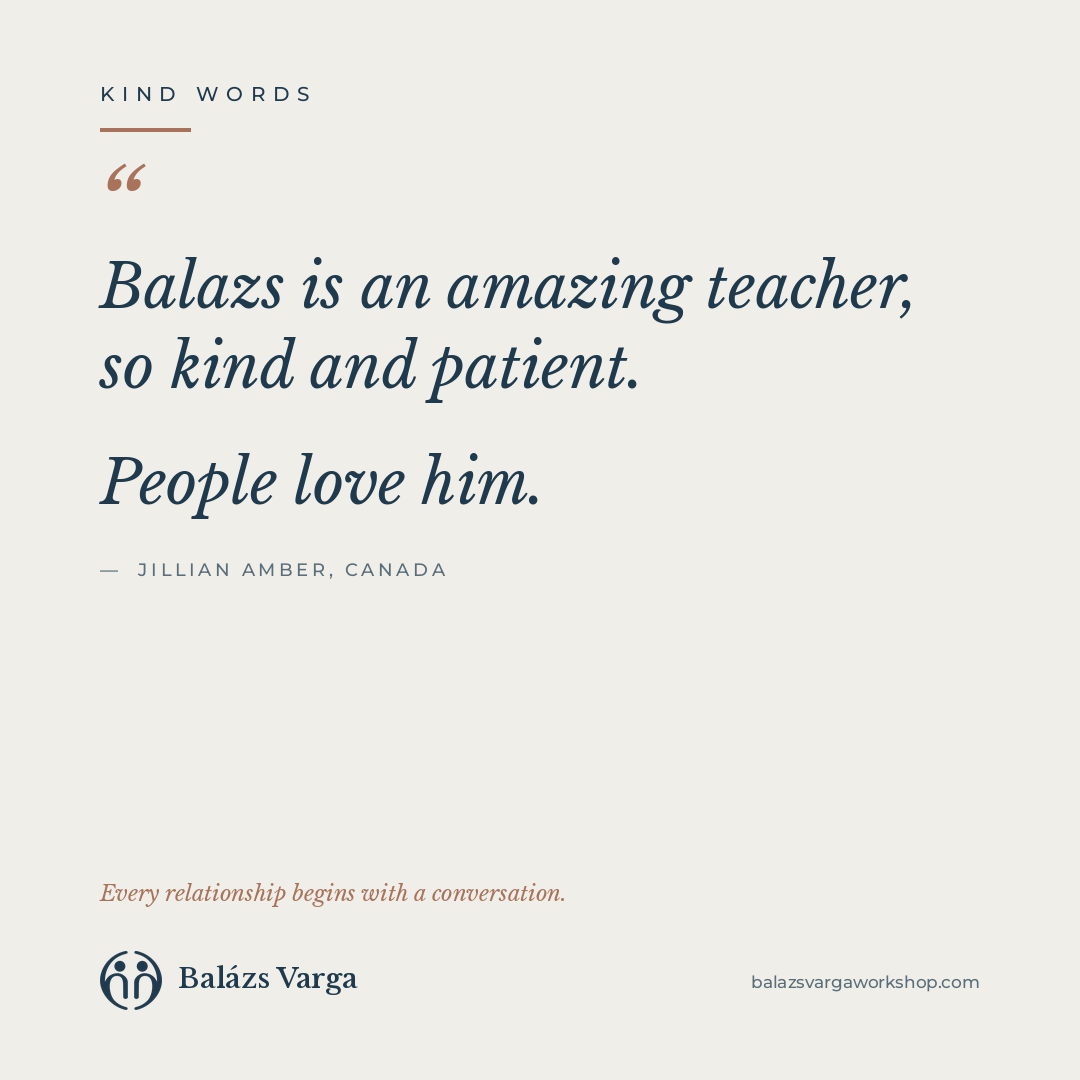 KIND WORDS
“
Balazs is an amazing teacher,
so kind and patient.
People love him.
— JILLIAN AMBER, CANADA
Every relationship begins with a conversation.
Balázs Varga
balazsvargaworkshop.com